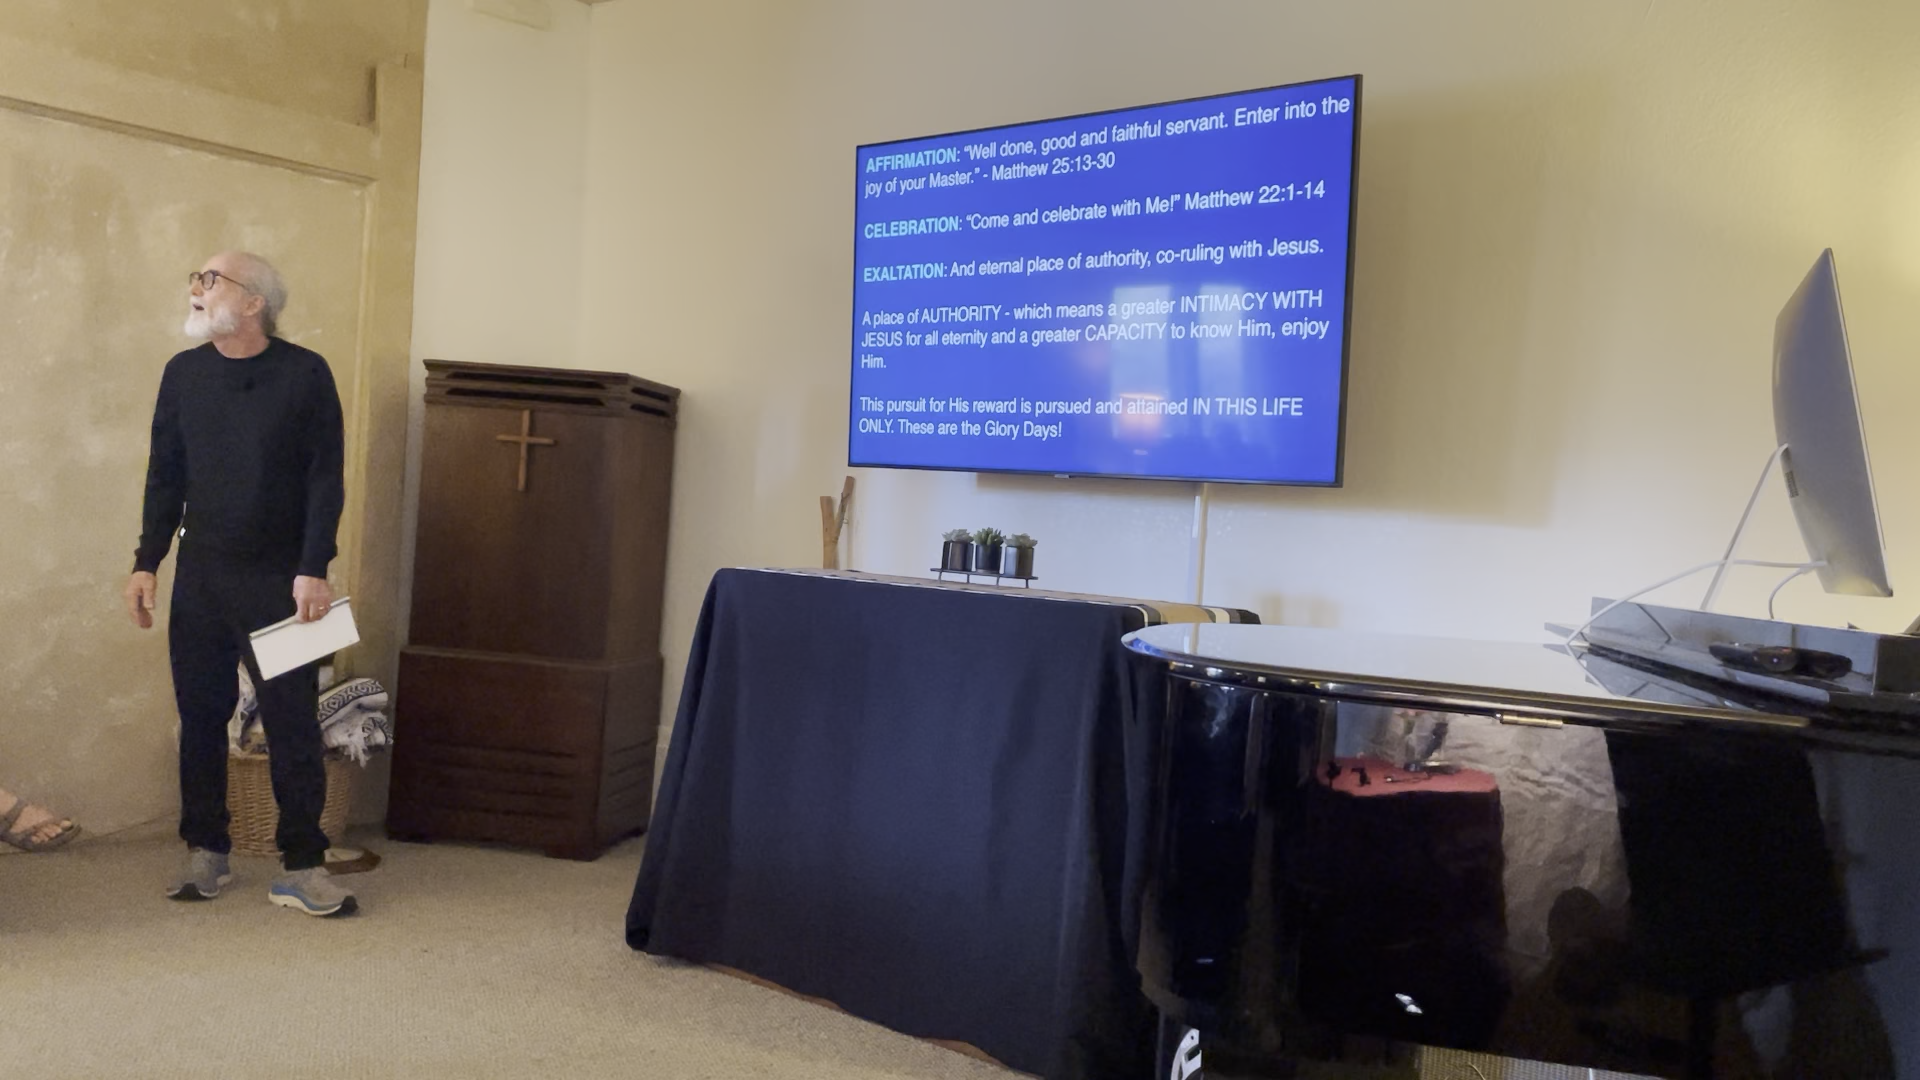 AFFIRMATION: “Well done, good and faithful servant. Enter into the
joy of your Master.” - Matthew 25:13-30
CELEBRATION: “Come and celebrate with Me!” Matthew 22:1-14
EXALTATION: And eternal place of authority, co-ruling with Jesus.
A place of AUTHORITY - which means a greater INTIMACY WITH
JESUS for all eternity and a greater CAPACITY to know Him, enjoy
Him.
This pursuit for His reward is pursued and attained IN THIS LIFE
ONLY. These are the Glory Days!